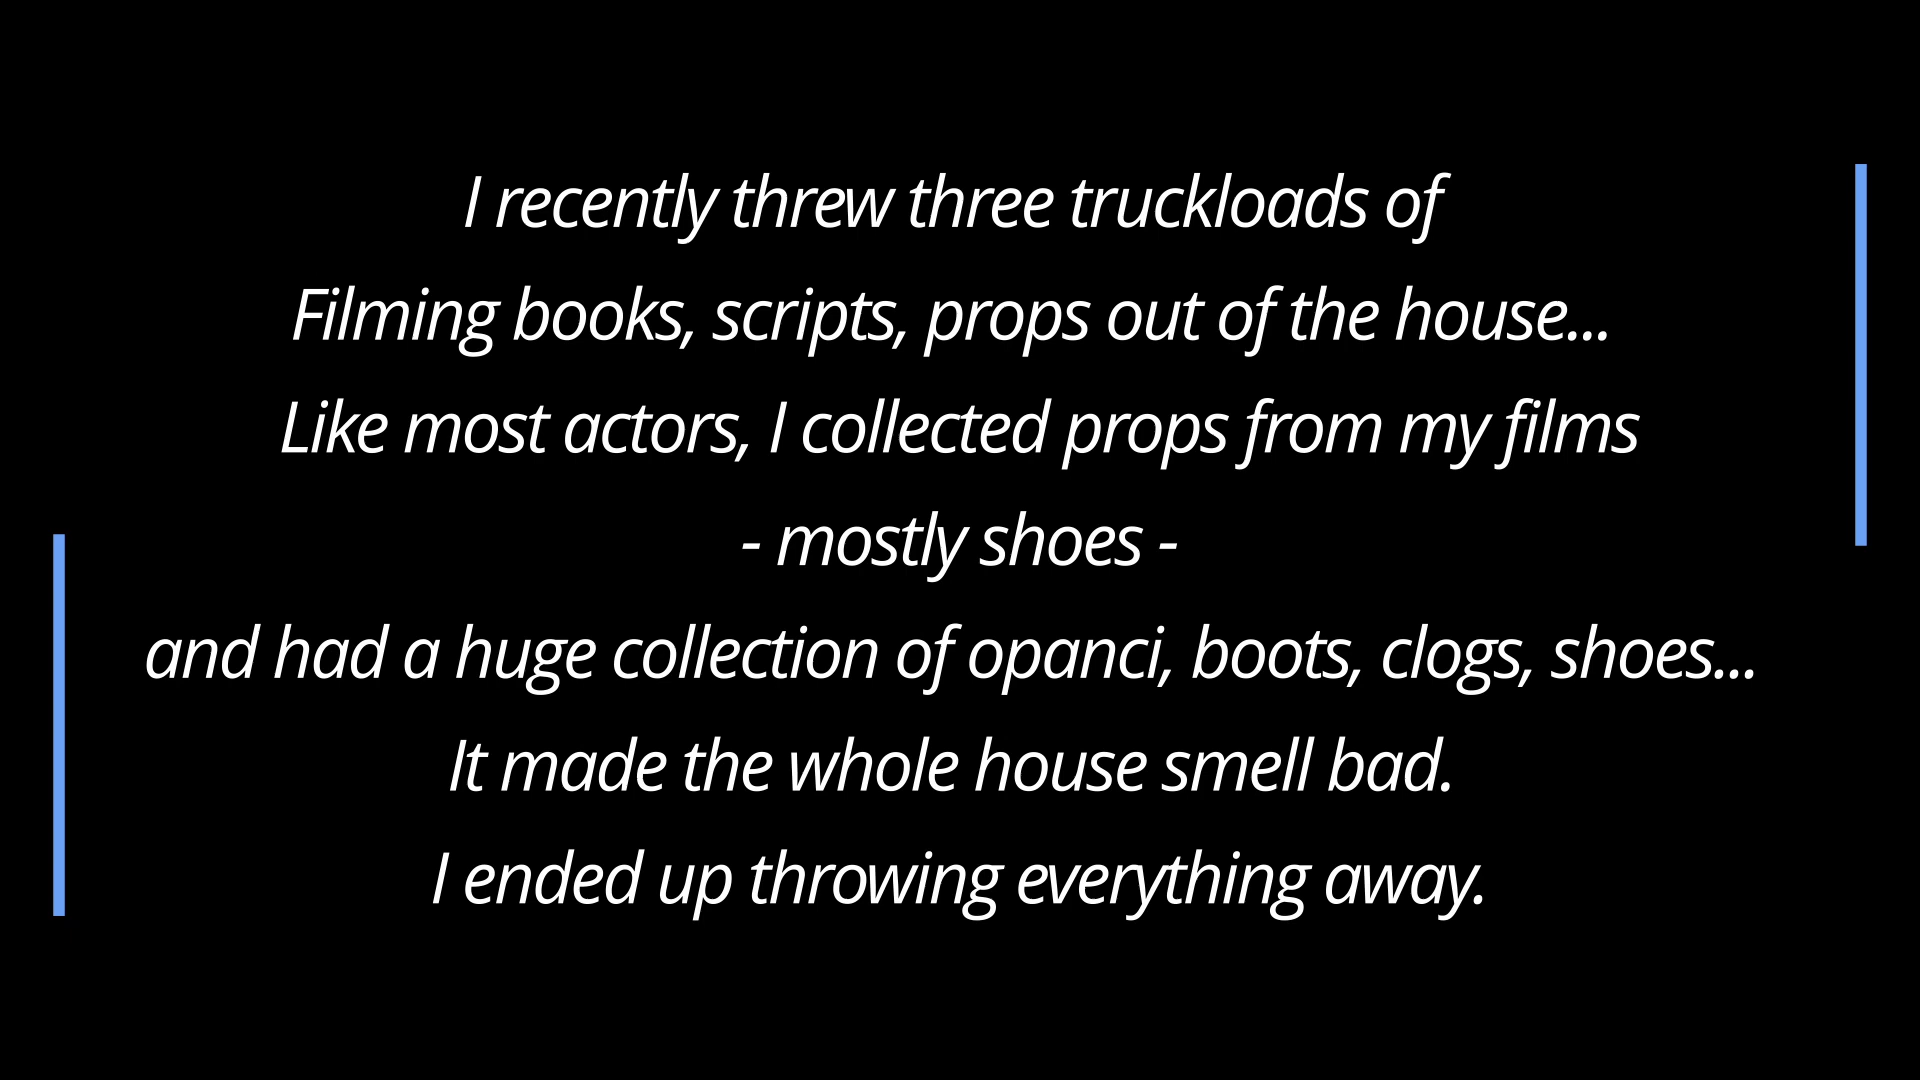 I recently threw three truckloads of
Filming books, scripts, props out of the house...
Like most actors, I collected props from my films
- mostly shoes -
and had a huge collection of opanci, boots, clogs, shoes...
It made the whole house smell bad.
I ended up throwing everything away.